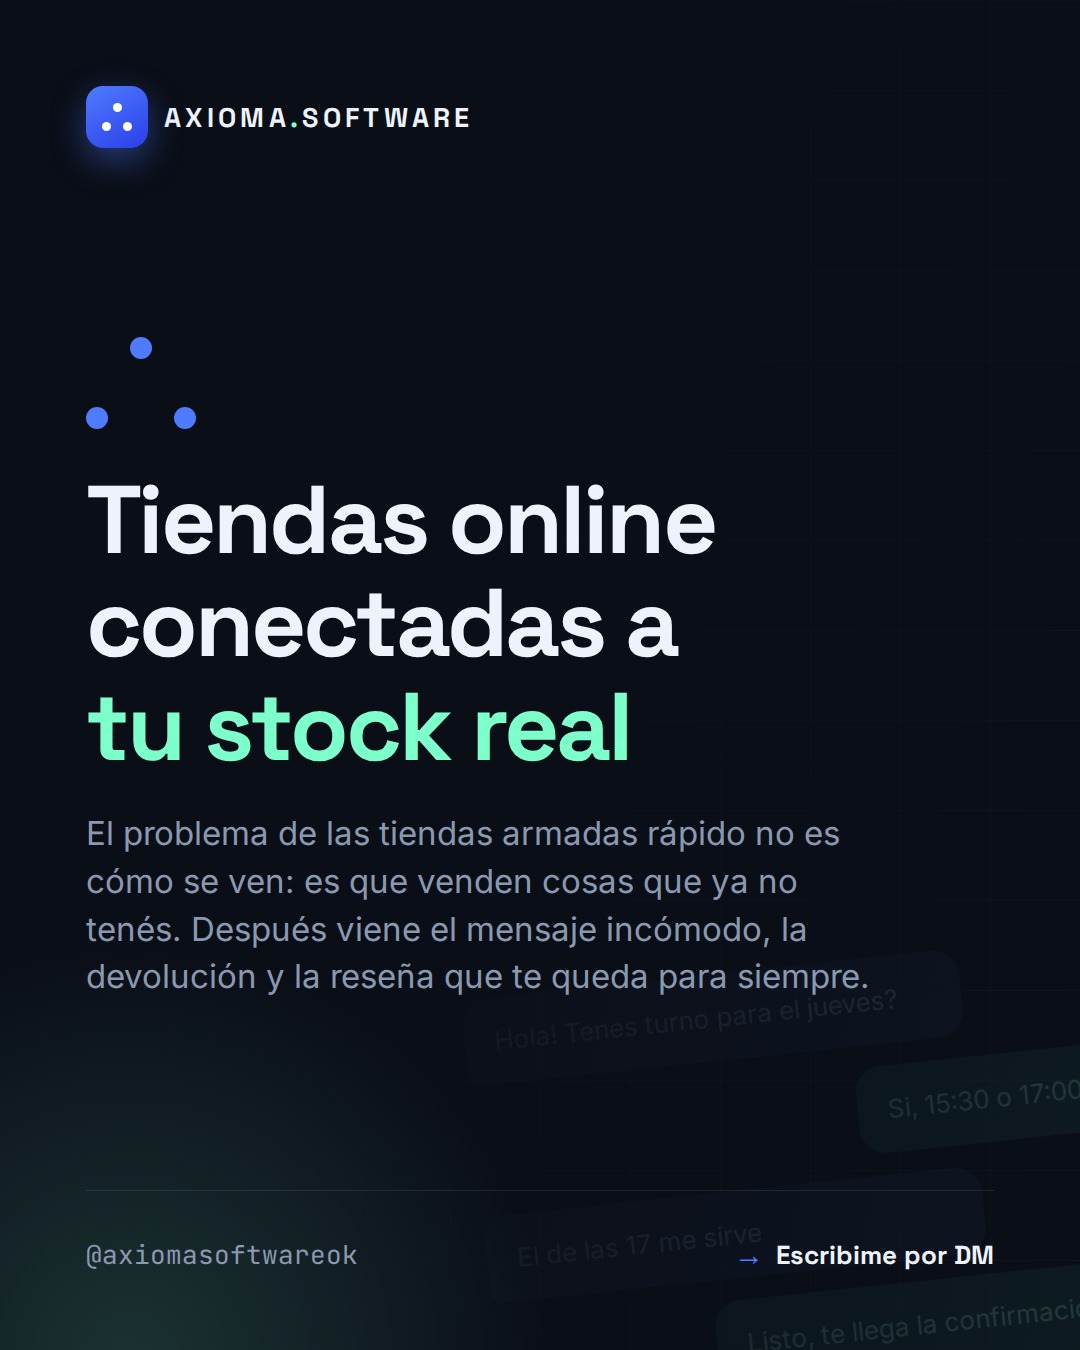 AXIOMA.SOFTWARE
Tiendas online
conectadas a
tu stock real
El problema de las tiendas armadas rápido no es
cómo se ven: es que venden cosas que ya no
tenés. Después viene el mensaje incómodo, la
devolución y la reseña que te queda para siempre.
Hola! Tenes turno para el jueves?
Si, 15:30 o 17:00
El de las 17 me sirve
@axiomasoftwareok
→ Escribime por DM
Listo, te llega la